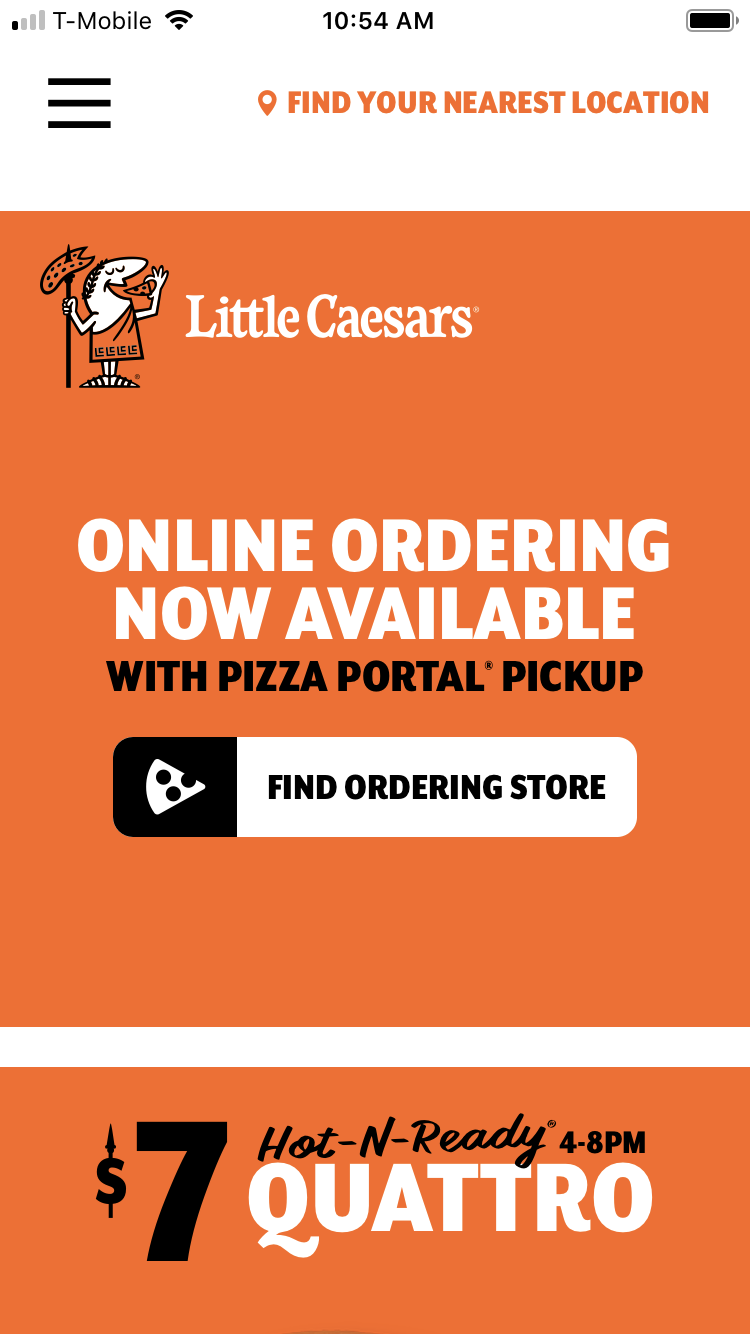 T-Mobile 10:54 AM
FIND YOUR NEAREST LOCATION
Little Caesars®
ONLINE ORDERING
NOW AVAILABLE
WITH PIZZA PORTAL® PICKUP
FIND ORDERING STORE
$7 Hot-N-Ready® 4-8PM
QUATTRO